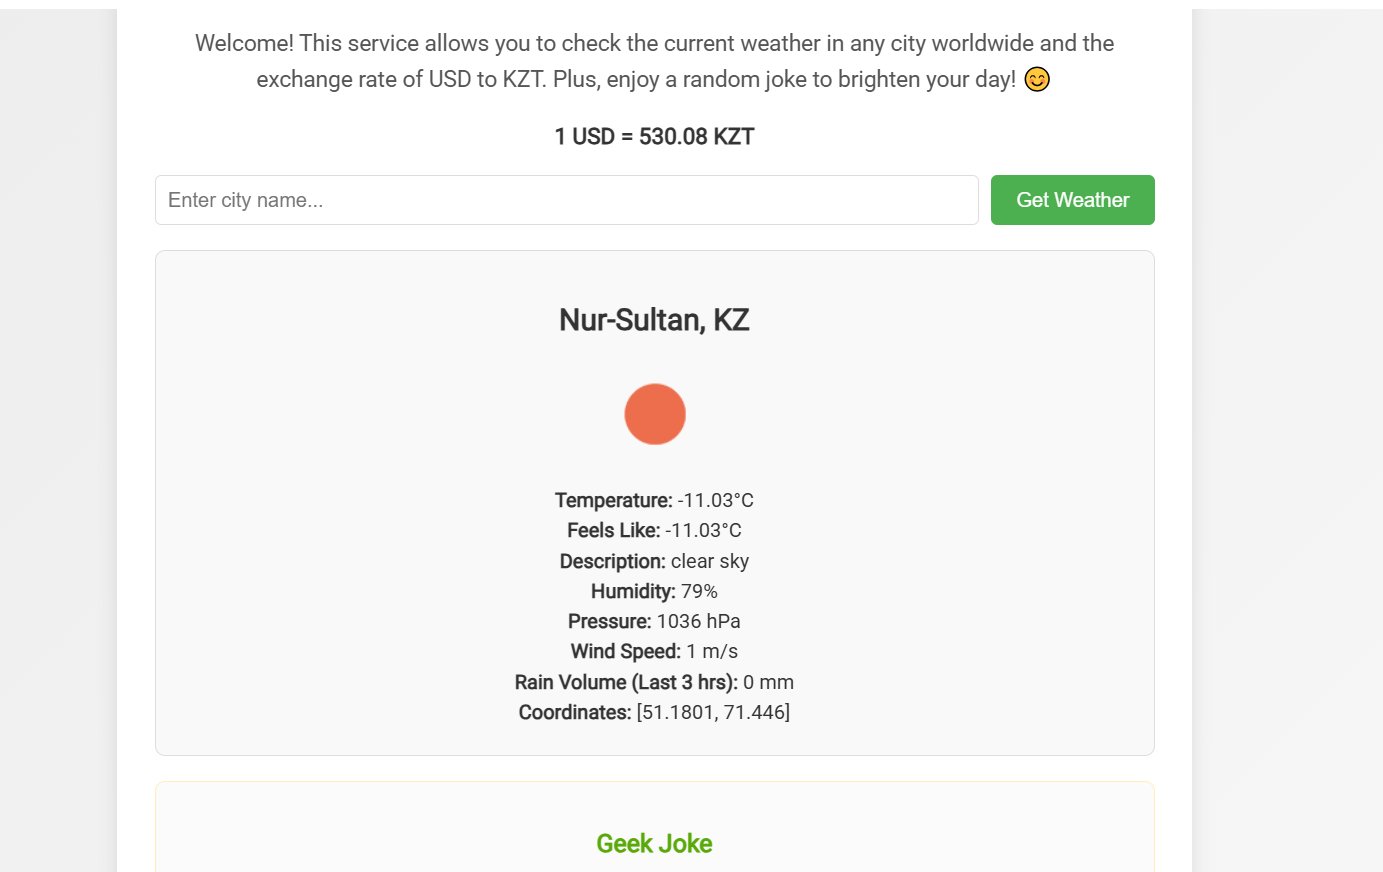 Welcome! This service allows you to check the current weather in any city worldwide and the
exchange rate of USD to KZT. Plus, enjoy a random joke to brighten your day! 😊
1 USD = 530.08 KZT
Enter city name...
Get Weather
Nur-Sultan, KZ
Temperature: -11.03°C
Feels Like: -11.03°C
Description: clear sky
Humidity: 79%
Pressure: 1036 hPa
Wind Speed: 1 m/s
Rain Volume (Last 3 hrs): 0 mm
Coordinates: [51.1801, 71.446]
Geek Joke